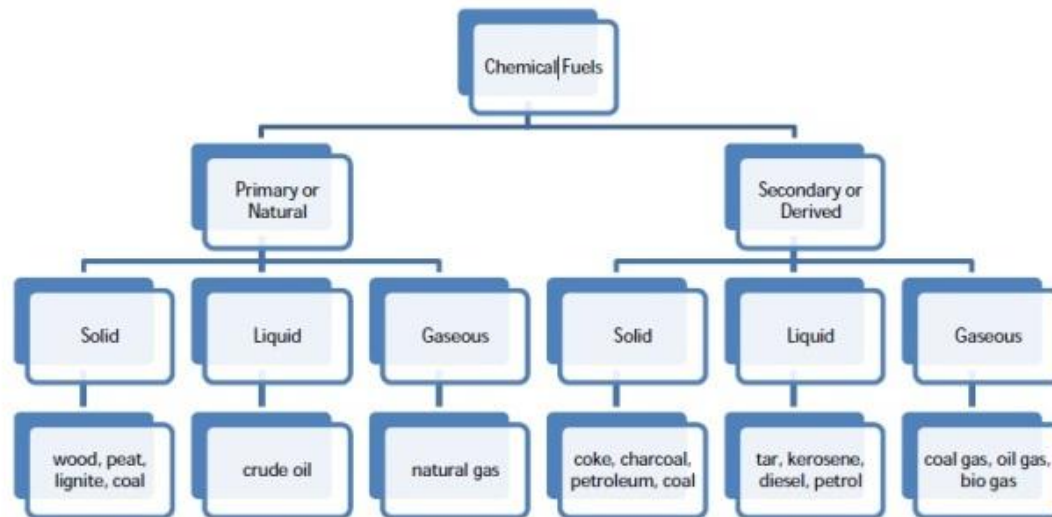 Chemical Fuels
Primary or
Natural
Secondary or
Derived
Solid
Liquid
Gaseous
Solid
Liquid
Gaseous
wood, peat,
lignite, coal
crude oil
natural gas
coke, charcoal,
petroleum, coal
tar, kerosene,
diesel, petrol
coal gas, oil gas,
bio gas